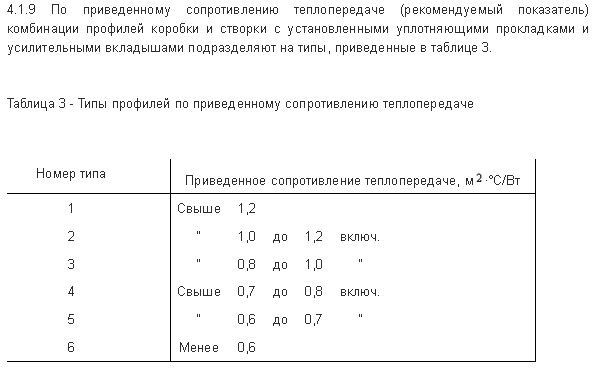 4.1.9 По приведенному сопротивлению теплопередаче (рекомендуемый показатель)
комбинации профилей коробки и створки с установленными уплотняющими прокладками и
усилительными вкладышами подразделяют на типы, приведенные в таблице 3.
Таблица 3 - Типы профилей по приведенному сопротивлению теплопередаче
Номер типа Приведенное сопротивление теплопередаче, м2·°С/Вт
1 Свыше 1,2
2 " 1,0 до 1,2 включ.
3 " 0,8 до 1,0 "
4 Свыше 0,7 до 0,8 включ.
5 " 0,6 до 0,7 "
6 Менее 0,6